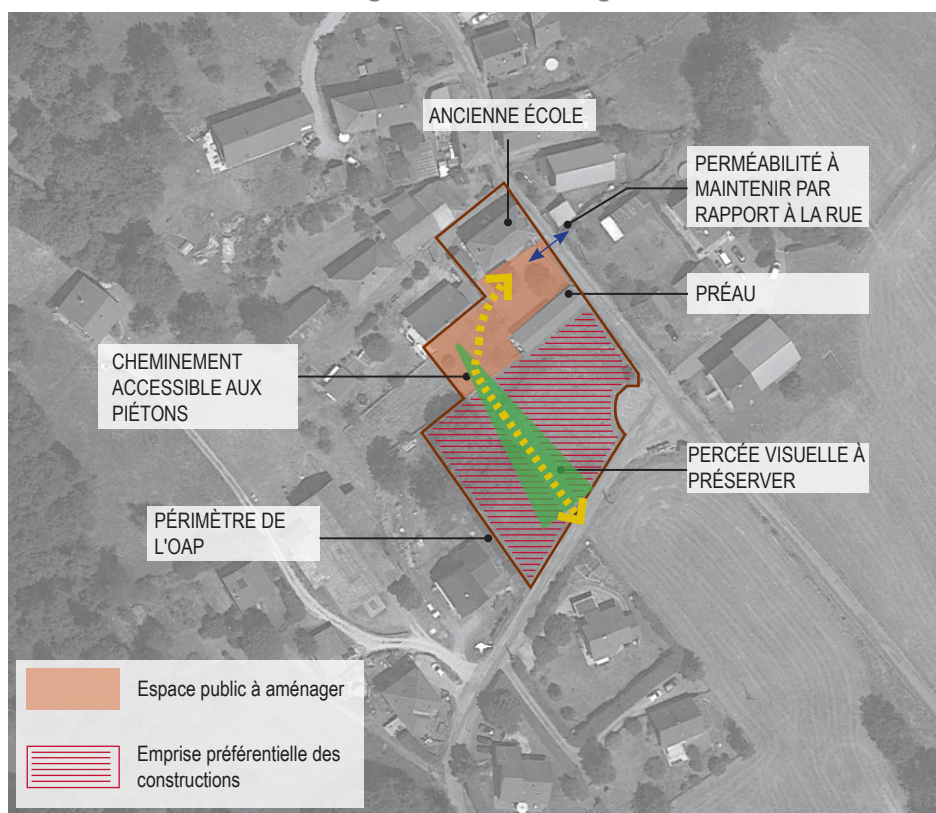 ANCIENNE ÉCOLE
PERMÉABILITÉ À
MAINTENIR PAR
RAPPORT À LA RUE
PRÉAU
CHEMINEMENT
ACCESSIBLE AUX
PIÉTONS
PERCÉE VISUELLE À
PRÉSERVER
PÉRIMÈTRE DE
L'OAP
Espace public à aménager
Emprise préférentielle des
constructions